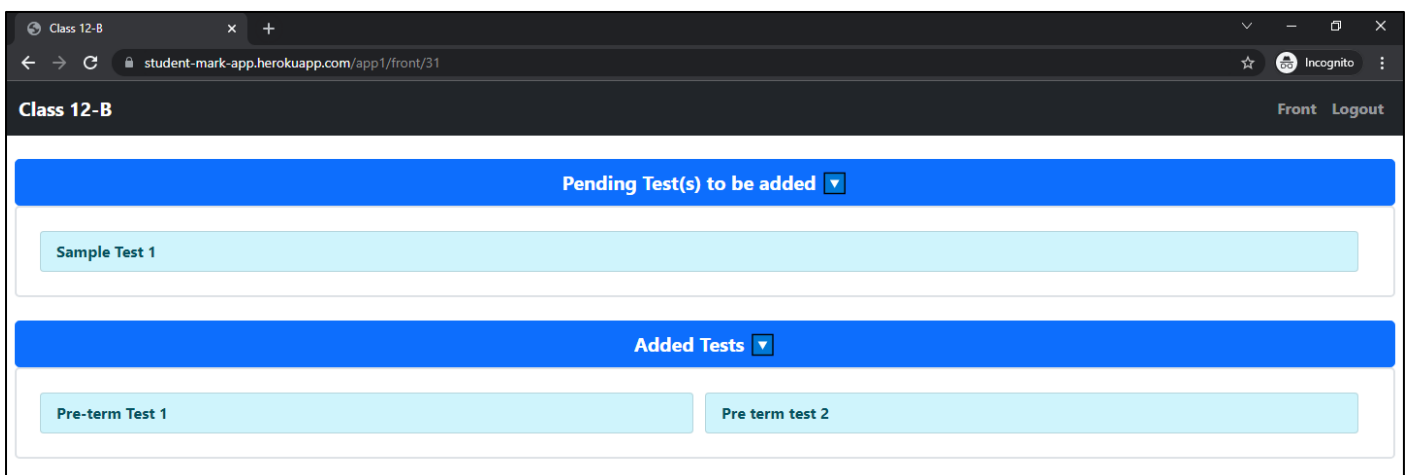 Class 12-B
student-mark-app.herokuapp.com/app1/front/31
Incognito
Class 12-B
Front Logout
Pending Test(s) to be added
Sample Test 1
Added Tests
Pre-term Test 1
Pre term test 2